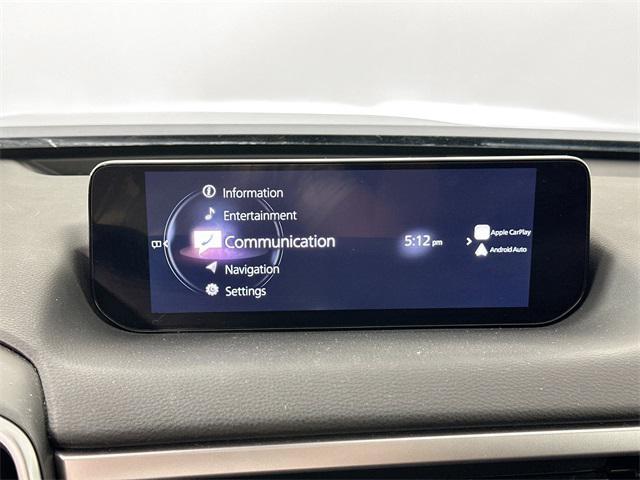 Information
Entertainment
Communication
5:12 pm
Navigation
Settings
Apple CarPlay
Android Auto